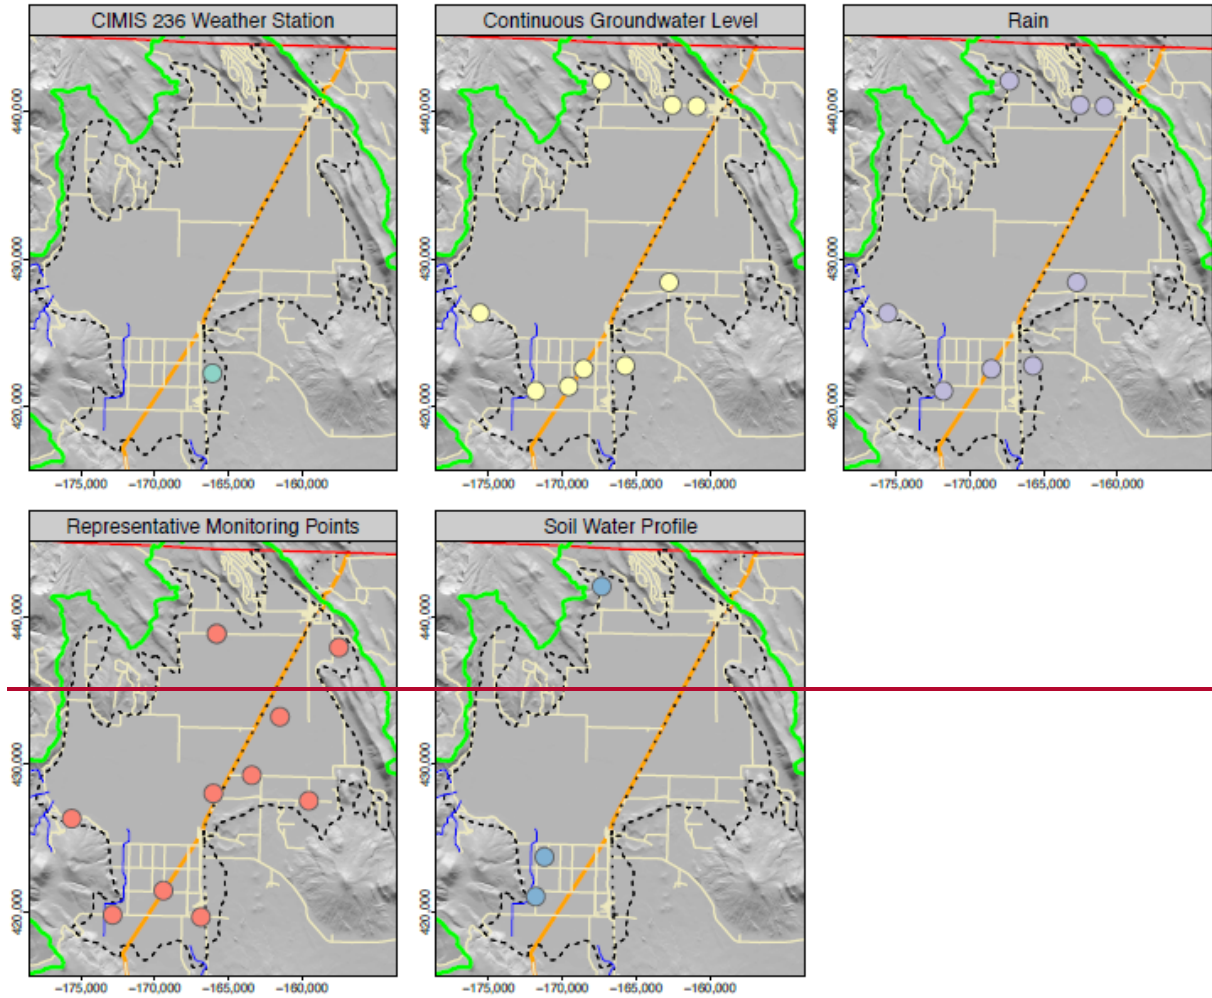 CIMIS 236 Weather Station
Continuous Groundwater Level
Rain
440,000
430,000
420,000
440,000
430,000
420,000
440,000
430,000
420,000
−175,000 −170,000 −165,000 −160,000
−175,000 −170,000 −165,000 −160,000
−175,000 −170,000 −165,000 −160,000
Representative Monitoring Points
Soil Water Profile
440,000
430,000
420,000
440,000
430,000
420,000
−175,000 −170,000 −165,000 −160,000
−175,000 −170,000 −165,000 −160,000